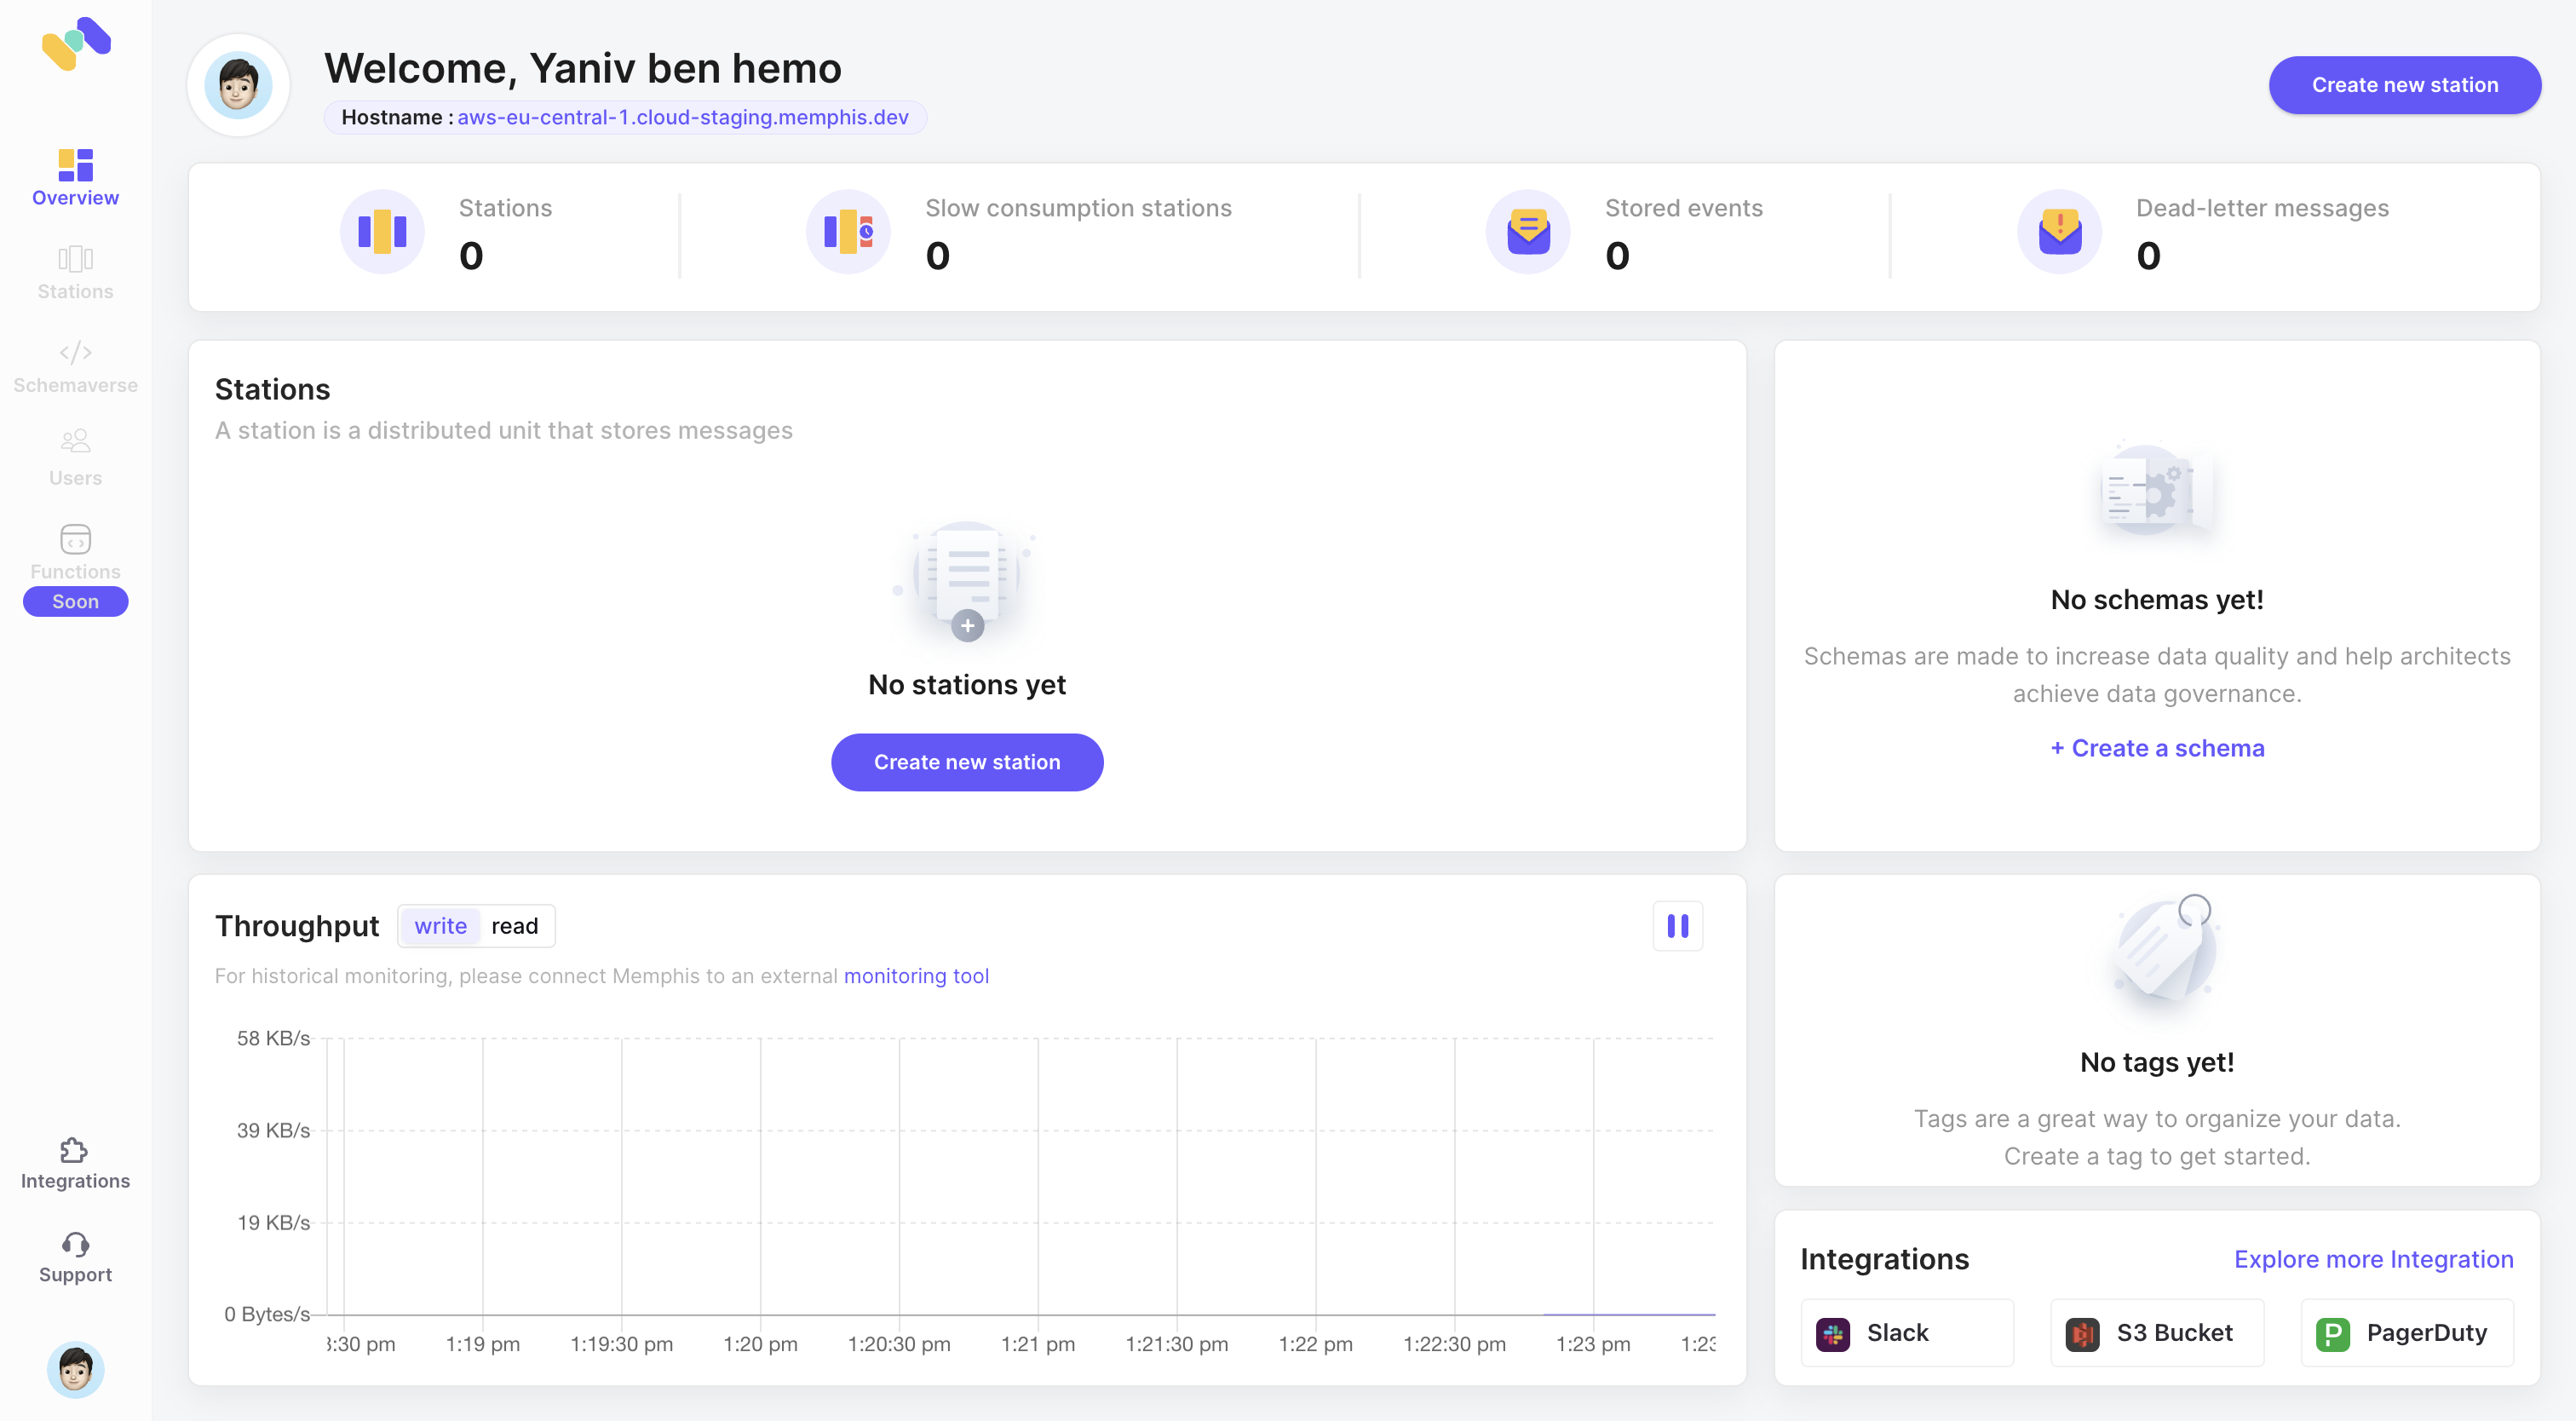 Welcome, Yaniv ben hemo
Hostname : aws-eu-central-1.cloud-staging.memphis.dev
Create new station
Overview
Stations
Schemaverse
Users
Functions
Soon
Integrations
Support
Stations
0
Slow consumption stations
0
Stored events
0
Dead-letter messages
0
Stations
A station is a distributed unit that stores messages
No stations yet
Create new station
No schemas yet!
Schemas are made to increase data quality and help architects
achieve data governance.
+ Create a schema
Throughput write read
For historical monitoring, please connect Memphis to an external monitoring tool
58 KB/s
39 KB/s
19 KB/s
0 Bytes/s
:30 pm 1:19 pm 1:19:30 pm 1:20 pm 1:20:30 pm 1:21 pm 1:21:30 pm 1:22 pm 1:22:30 pm 1:23 pm 1:23
No tags yet!
Tags are a great way to organize your data.
Create a tag to get started.
Integrations
Explore more Integration
Slack
S3 Bucket
PagerDuty